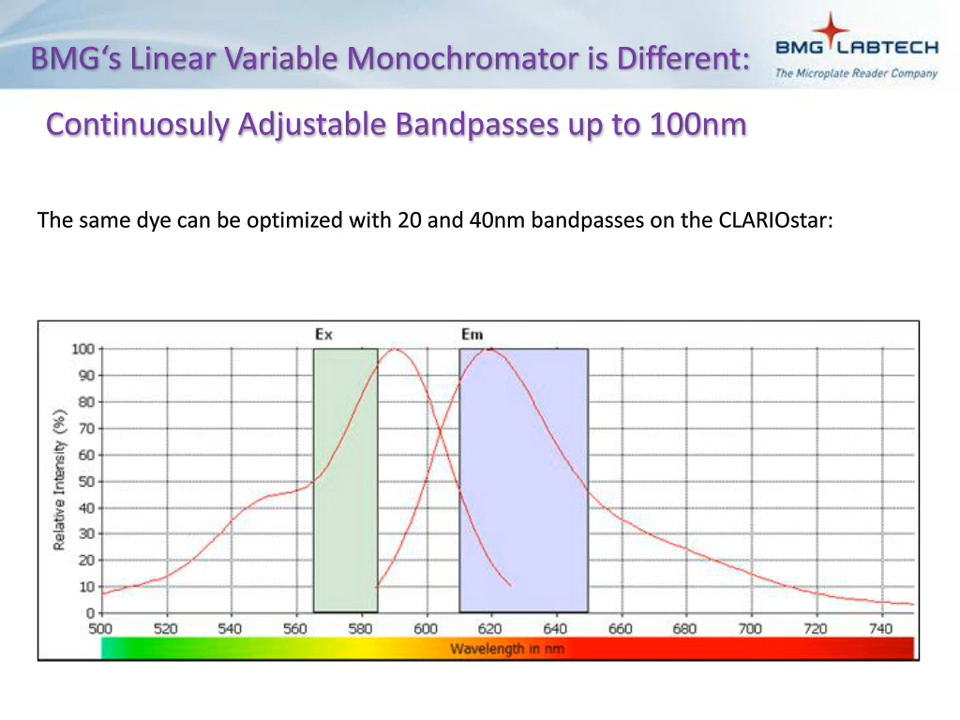 BMG‘s Linear Variable Monochromator is Different:
BMG LABTECH
The Microplate Reader Company
Continuosuly Adjustable Bandpasses up to 100nm
The same dye can be optimized with 20 and 40nm bandpasses on the CLARIOstar:
Ex Em
100
90
80
70
60
50
40
30
20
10
0
Relative Intensity (%)
500 520 540 560 580 600 620 640 660 680 700 720 740
Wavelength in nm